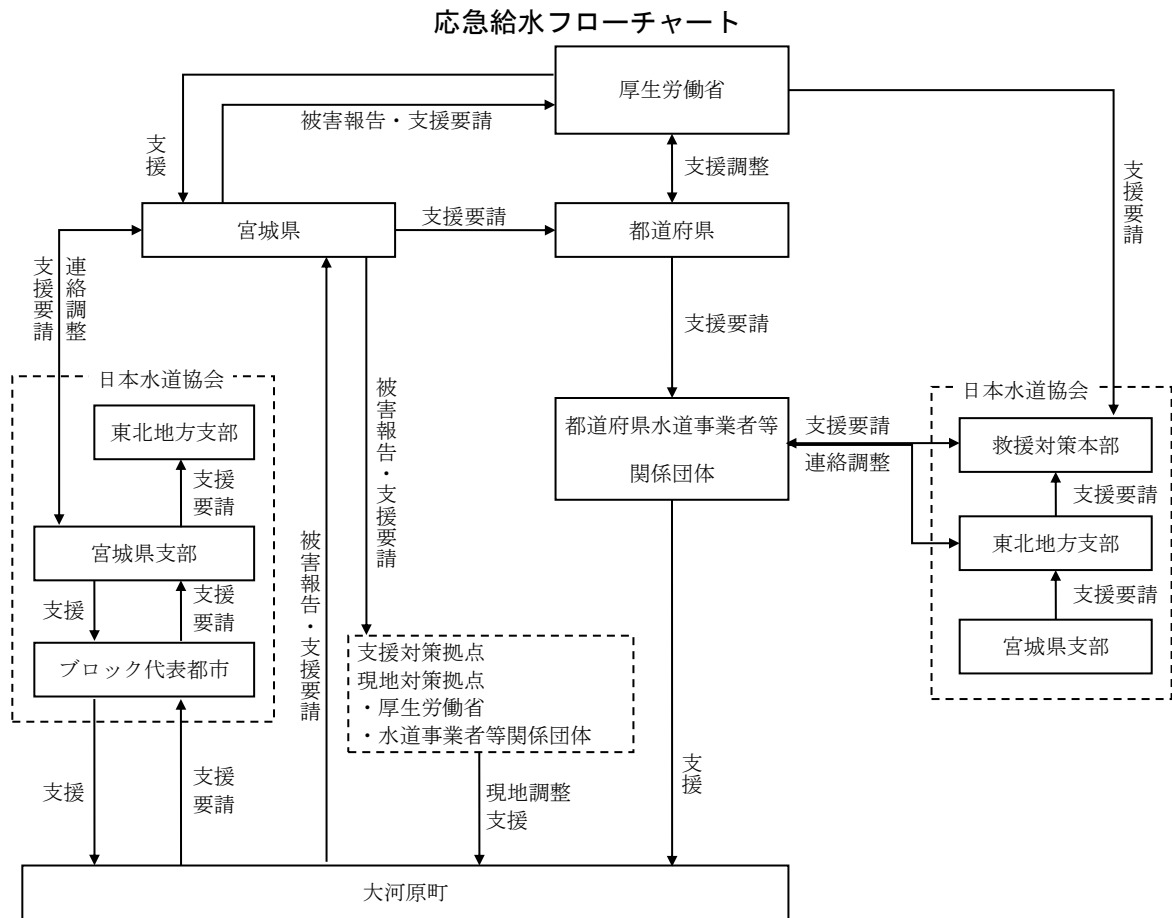 応急給水フローチャート
厚生労働省
被害報告・支援要請
支援
支援調整
支援要請
宮城県
支援要請
都道府県
連絡調整
支援要請
支援要請
日本水道協会
東北地方支部
支援
要請
宮城県支部
支援
支援
要請
ブロック代表都市
支援
支援
要請
被害報告・支援要請
被害報告・支援要請
支援対策拠点
現地対策拠点
・厚生労働省
・水道事業者等関係団体
現地調整
支援
都道府県水道事業者等
関係団体
支援要請
連絡調整
支援
日本水道協会
救援対策本部
支援要請
東北地方支部
支援要請
宮城県支部
大河原町